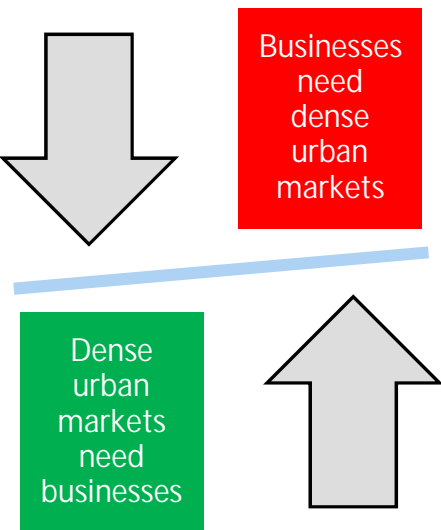 Businesses
need
dense
urban
markets
Dense
urban
markets
need
businesses